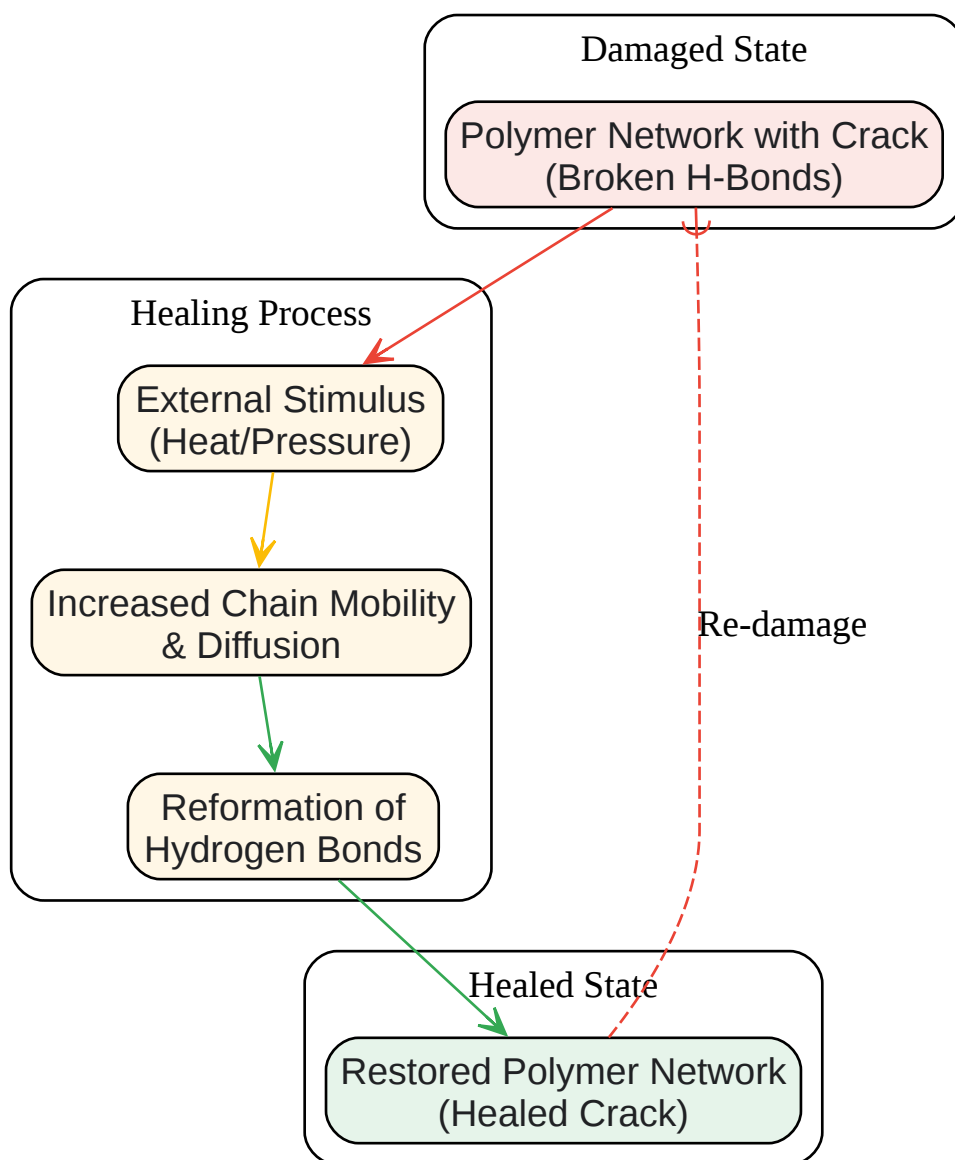 Damaged State
Polymer Network with Crack
(Broken H-Bonds)
Healing Process
External Stimulus
(Heat/Pressure)
Increased Chain Mobility
& Diffusion
Re-damage
Reformation of
Hydrogen Bonds
Healed State
Restored Polymer Network
(Healed Crack)